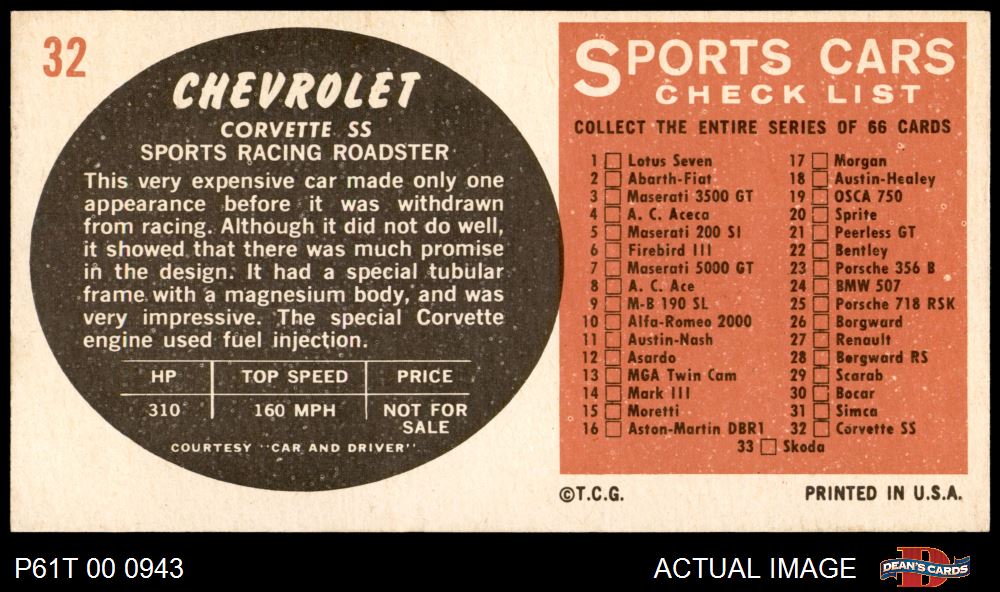 32
CHEVROLET
CORVETTE SS
SPORTS RACING ROADSTER
This very expensive car made only one
appearance before it was withdrawn
from racing. Although it did not do well,
it showed that there was much promise
in the design. It had a special tubular
frame with a magnesium body, and was
very impressive. The special Corvette
engine used fuel injection.
HP TOP SPEED PRICE
310 160 MPH NOT FOR
SALE
COURTESY "CAR AND DRIVER"
SPORTS CARS
CHECK LIST
COLLECT THE ENTIRE SERIES OF 66 CARDS
1 Lotus Seven
2 Abarth-Fiat
3 Maserati 3500 GT
4 A. C. Aceca
5 Maserati 200 SI
6 Firebird III
7 Maserati 5000 GT
8 A. C. Ace
9 M-B 190 SL
10 Alfa-Romeo 2000
11 Austin-Nash
12 Asardo
13 MGA Twin Cam
14 Mark III
15 Moretti
16 Aston-Martin DBR1
17 Morgan
18 Austin-Healey
19 OSCA 750
20 Sprite
21 Peerless GT
22 Bentley
23 Porsche 356 B
24 BMW 507
25 Porsche 718 RSK
26 Borgward
27 Renault
28 Borgward RS
29 Scarab
30 Bocar
31 Simca
32 Corvette SS
33 Skoda
©T.C.G.
PRINTED IN U.S.A.
P61T 00 0943
ACTUAL IMAGE
D
DEAN'S CARDS